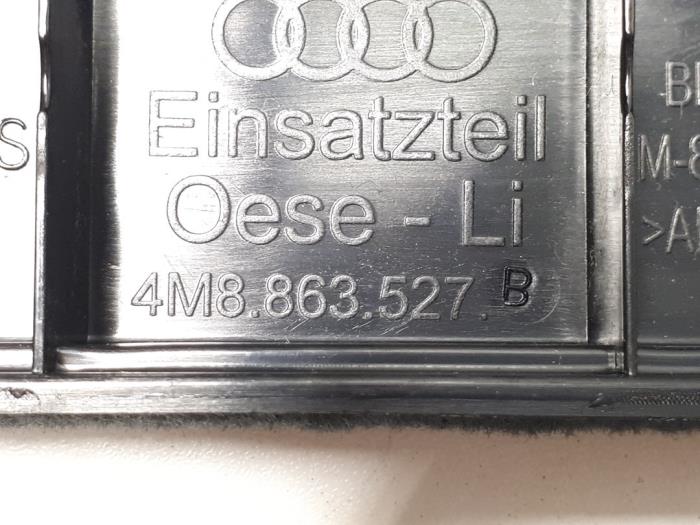 Einsatzteil
Oese - Li
4M8.863.527. B